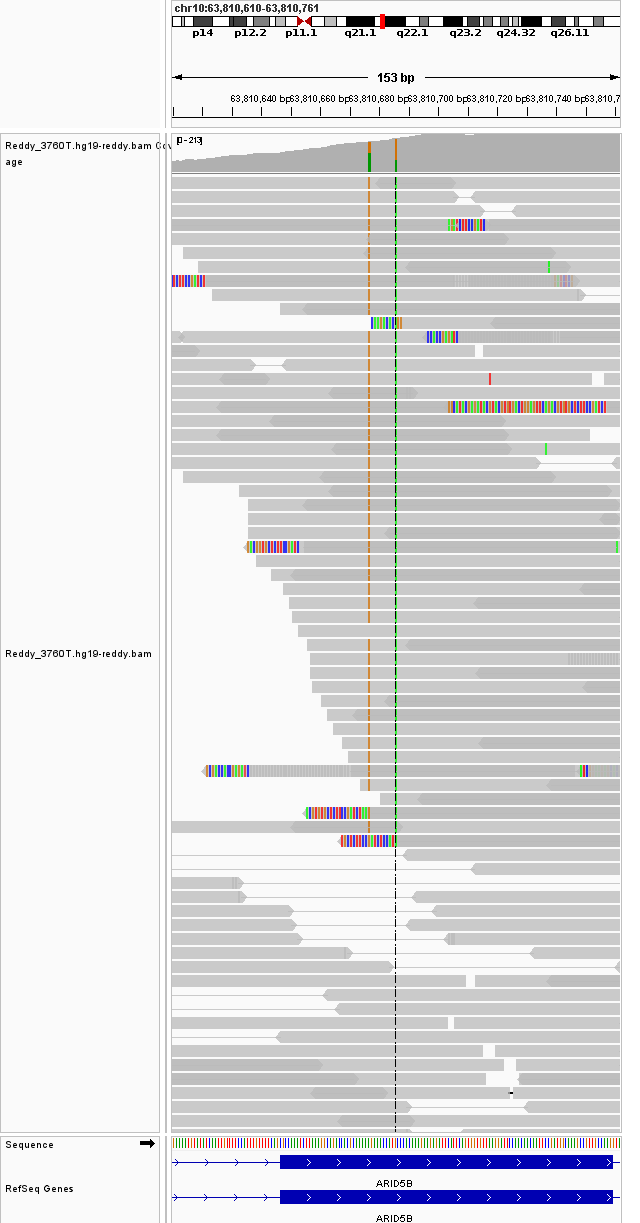 chr10:63,810,610-63,810,761
p14 p12.2 p11.1 q21.1 q22.1 q23.2 q24.32 q26.11
153 bp
63,810,640 bp 63,810,660 bp 63,810,680 bp 63,810,700 bp 63,810,720 bp 63,810,740 bp 63,810,7
Reddy_3760T.hg19-reddy.bam Cov
age
[0-213]
Reddy_3760T.hg19-reddy.bam
Sequence
RefSeq Genes
ARID5B
ARID5B